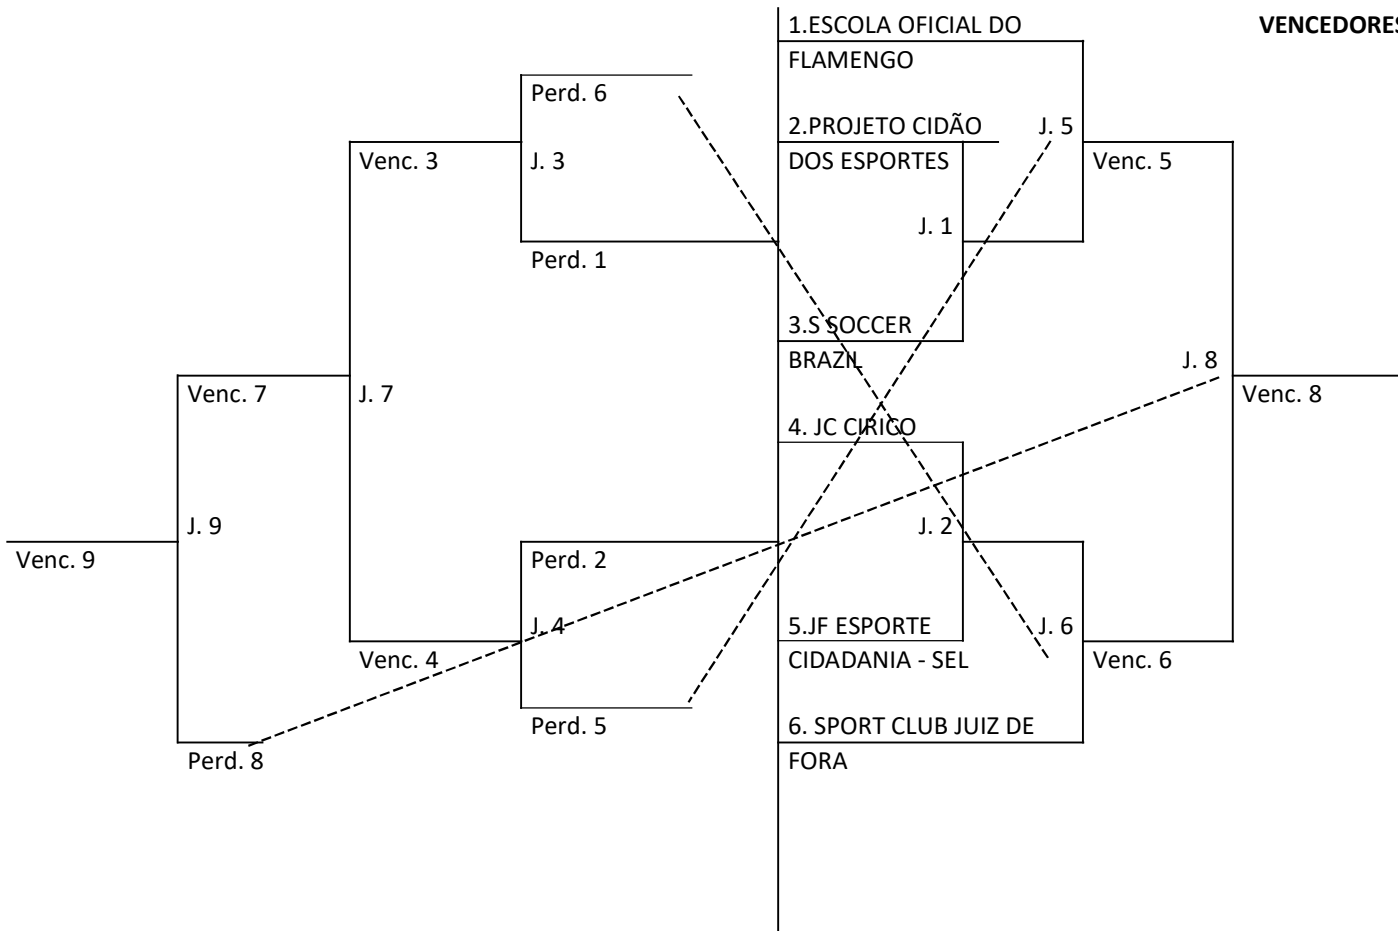 1.ESCOLA OFICIAL DO
FLAMENGO
VENCEDORES
Perd. 6
2.PROJETO CIDÃO
DOS ESPORTES
J. 5
Venc. 3
J. 3
Venc. 5
J. 1
Perd. 1
3.S SOCCER
BRAZIL
J. 8
Venc. 7
J. 7
Venc. 8
4. JC CIRICO
J. 9
J. 2
Venc. 9
Perd. 2
J. 4
5.JF ESPORTE
CIDADANIA - SEL
J. 6
Venc. 4
Venc. 6
Perd. 5
6. SPORT CLUB JUIZ DE
FORA
Perd. 8